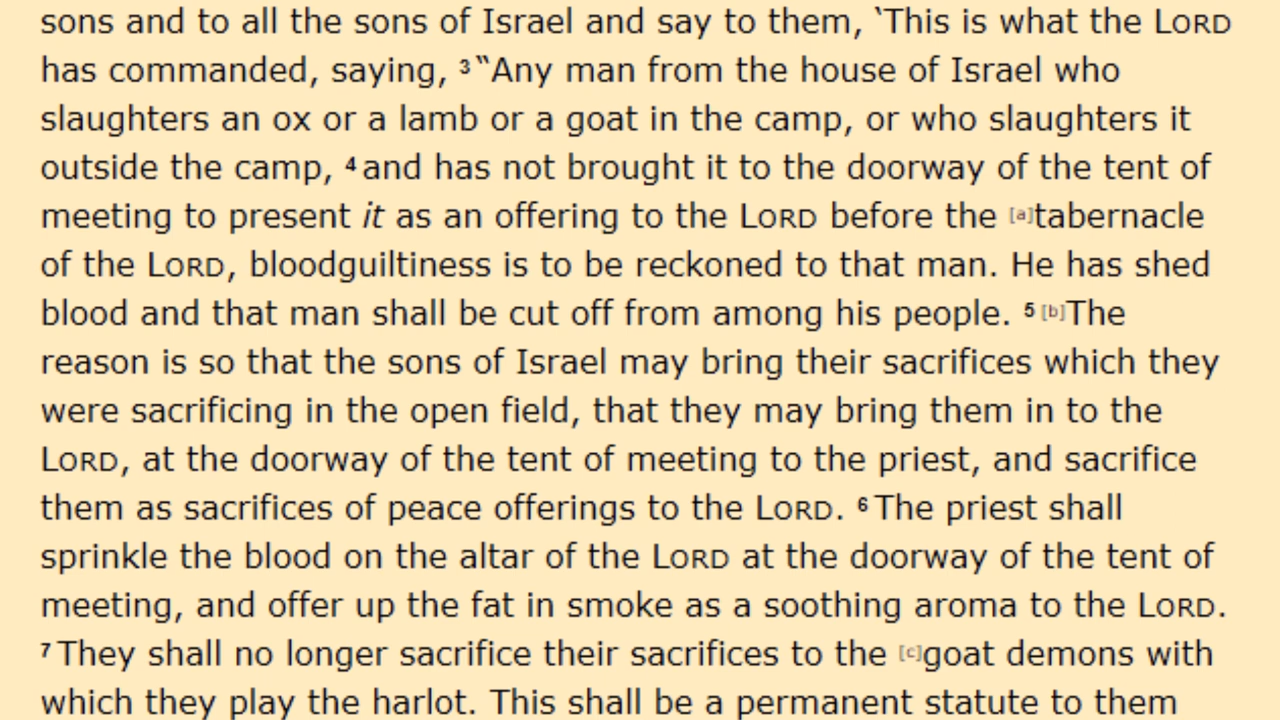 sons and to all the sons of Israel and say to them, ‵This is what the LORD
has commanded, saying, 3 ‶Any man from the house of Israel who
slaughters an ox or a lamb or a goat in the camp, or who slaughters it
outside the camp, 4 and has not brought it to the doorway of the tent of
meeting to present it as an offering to the LORD before the [a]tabernacle
of the LORD, bloodguiltiness is to be reckoned to that man. He has shed
blood and that man shall be cut off from among his people. 5 [b]The
reason is so that the sons of Israel may bring their sacrifices which they
were sacrificing in the open field, that they may bring them in to the
LORD, at the doorway of the tent of meeting to the priest, and sacrifice
them as sacrifices of peace offerings to the LORD. 6 The priest shall
sprinkle the blood on the altar of the LORD at the doorway of the tent of
meeting, and offer up the fat in smoke as a soothing aroma to the LORD.
7 They shall no longer sacrifice their sacrifices to the [c]goat demons with
which they play the harlot. This shall be a permanent statute to them